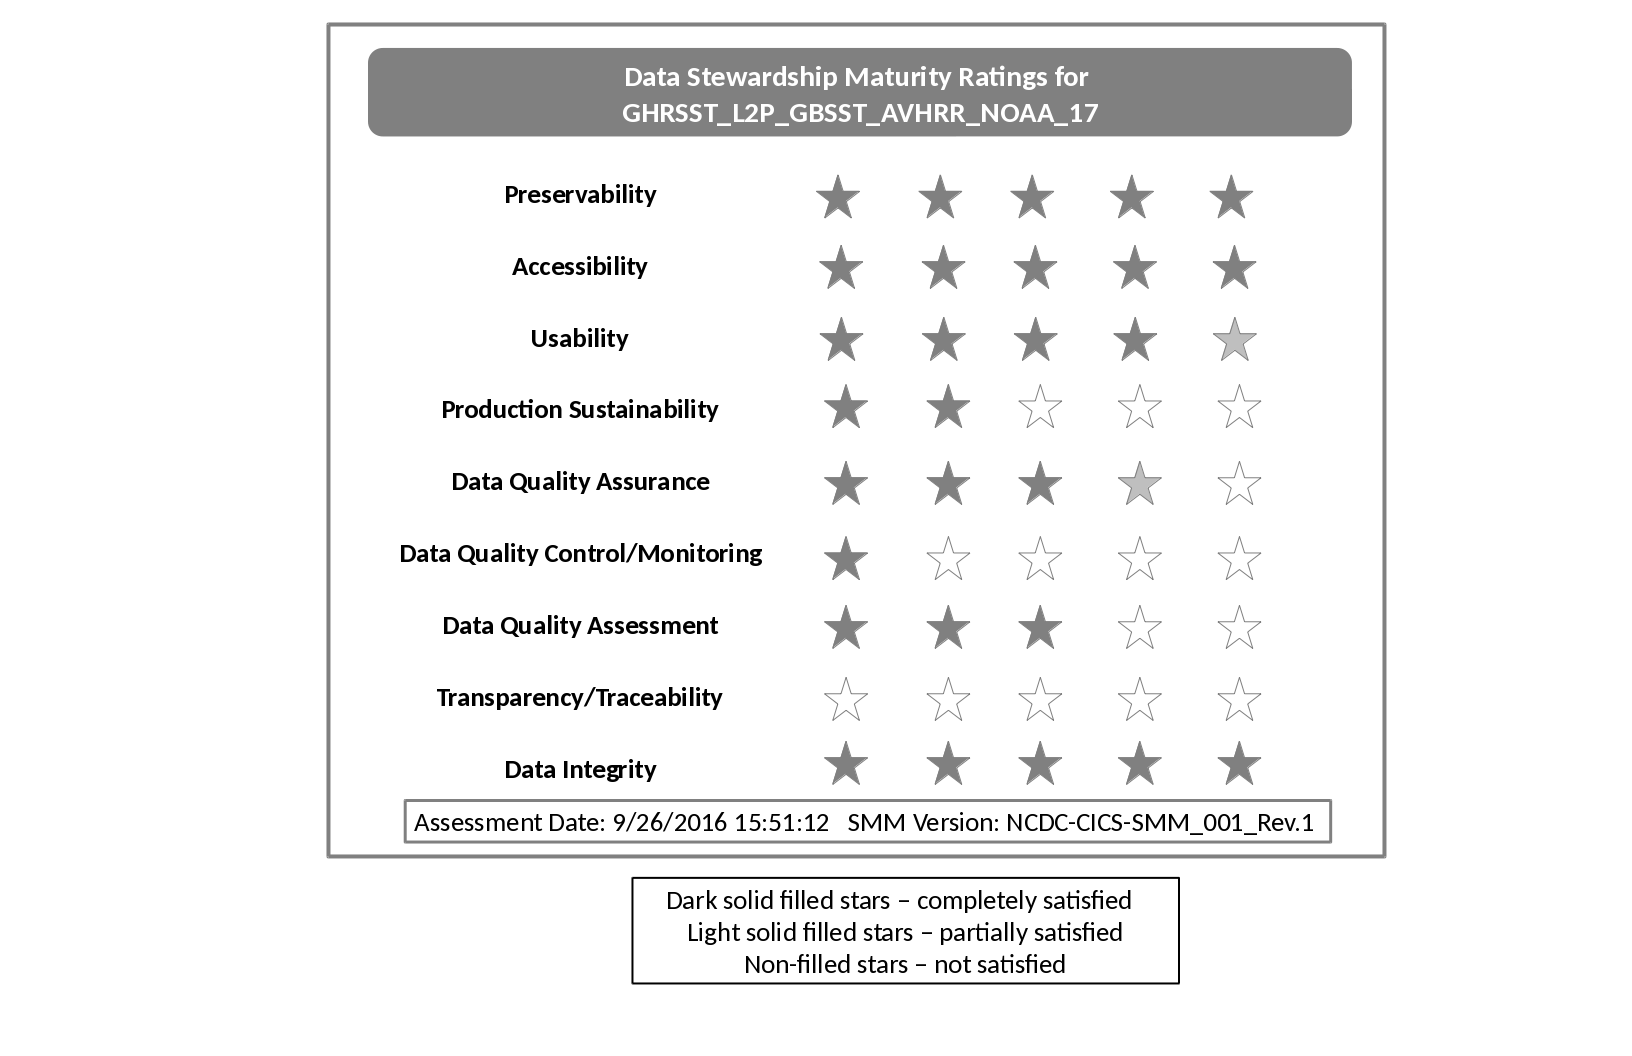 Data Stewardship Maturity Ratings for
GHRSST_L2P_GBSST_AVHRR_NOAA_17
Preservability
Accessibility
Usability
Production Sustainability
Data Quality Assurance
Data Quality Control/Monitoring
Data Quality Assessment
Transparency/Traceability
Data Integrity
Assessment Date: 9/26/2016 15:51:12 SMM Version: NCDC-CICS-SMM_001_Rev.1
Dark solid filled stars – completely satisfied
Light solid filled stars – partially satisfied
Non-filled stars – not satisfied